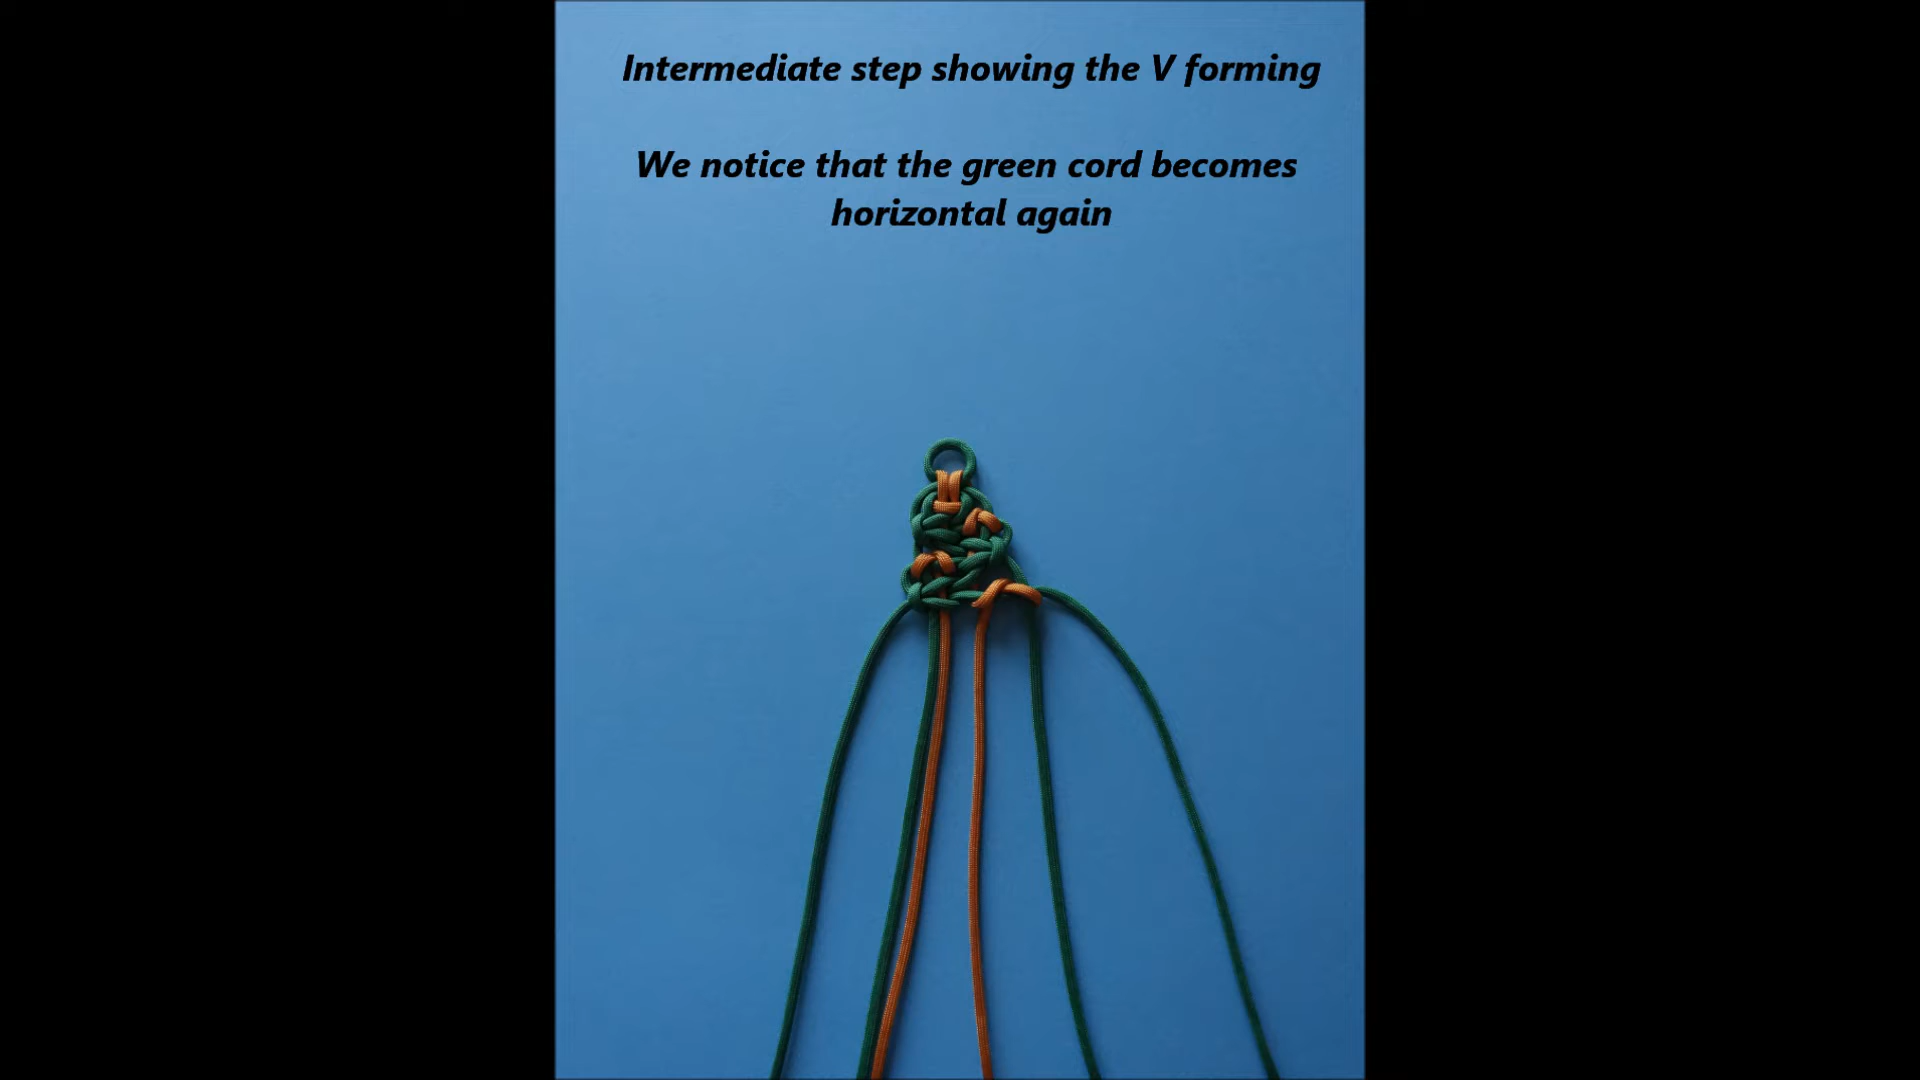 Intermediate step showing the V forming
We notice that the green cord becomes
horizontal again